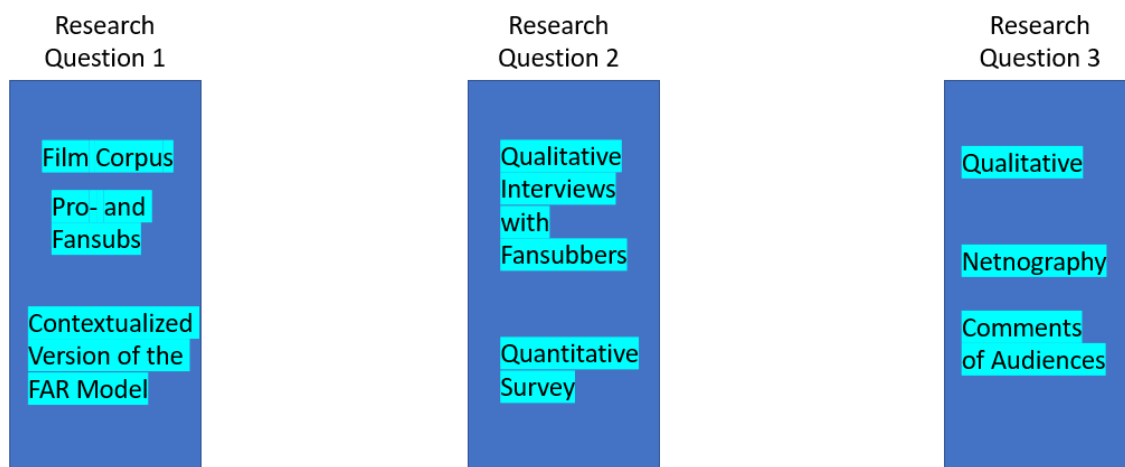 Research
Question 1
Film Corpus
Pro- and
Fansubs
Contextualized
Version of the
FAR Model
Research
Question 2
Qualitative
Interviews
with
Fansubbers
Quantitative
Survey
Research
Question 3
Qualitative
Netnography
Comments
of Audiences